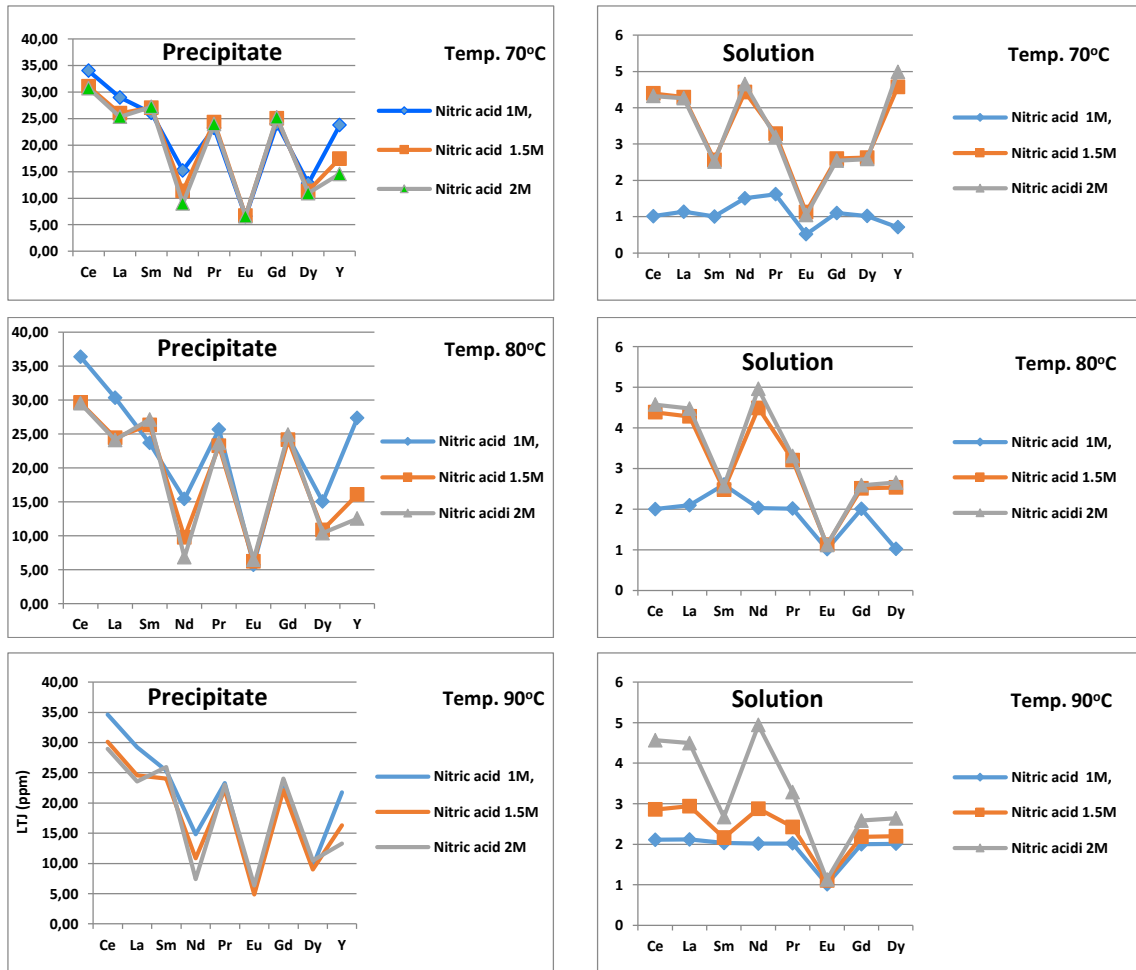 Precipitate
Temp. 70°C
40,00
35,00
30,00
25,00
20,00
15,00
10,00
5,00
0,00
Ce La Sm Nd Pr Eu Gd Dy Y
Nitric acid 1M,
Nitric acid 1.5M
Nitric acid 2M
Solution
Temp. 70°C
6
5
4
3
2
1
0
Ce La Sm Nd Pr Eu Gd Dy Y
Nitric acid 1M,
Nitric acid 1.5M
Nitric acidi 2M
Precipitate
Temp. 80°C
40,00
35,00
30,00
25,00
20,00
15,00
10,00
5,00
0,00
Ce La Sm Nd Pr Eu Gd Dy Y
Nitric acid 1M,
Nitric acid 1.5M
Nitric acidi 2M
Solution
Temp. 80°C
6
5
4
3
2
1
0
Ce La Sm Nd Pr Eu Gd Dy
Nitric acid 1M,
Nitric acid 1.5M
Nitric acidi 2M
Precipitate
Temp. 90°C
LTJ (ppm)
40,00
35,00
30,00
25,00
20,00
15,00
10,00
5,00
0,00
Ce La Sm Nd Pr Eu Gd Dy Y
Nitric acid 1M,
Nitric acid 1.5M
Nitric acid 2M
Solution
Temp. 90°C
6
5
4
3
2
1
0
Ce La Sm Nd Pr Eu Gd Dy
Nitric acid 1M,
Nitric acid 1.5M
Nitric acidi 2M